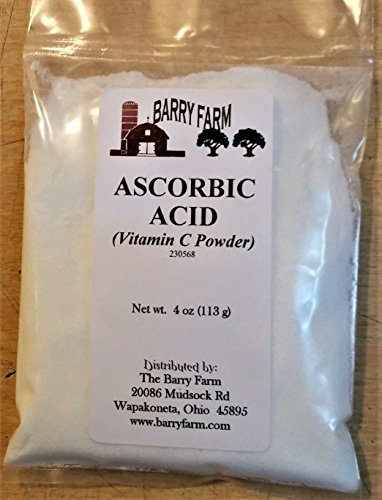 BARRY FARM
ASCORBIC
ACID
(Vitamin C Powder)
230568
Net wt. 4 oz (113 g)
Distributed by:
The Barry Farm
20086 Mudsock Rd
Wapakoneta, Ohio 45895
www.barryfarm.com